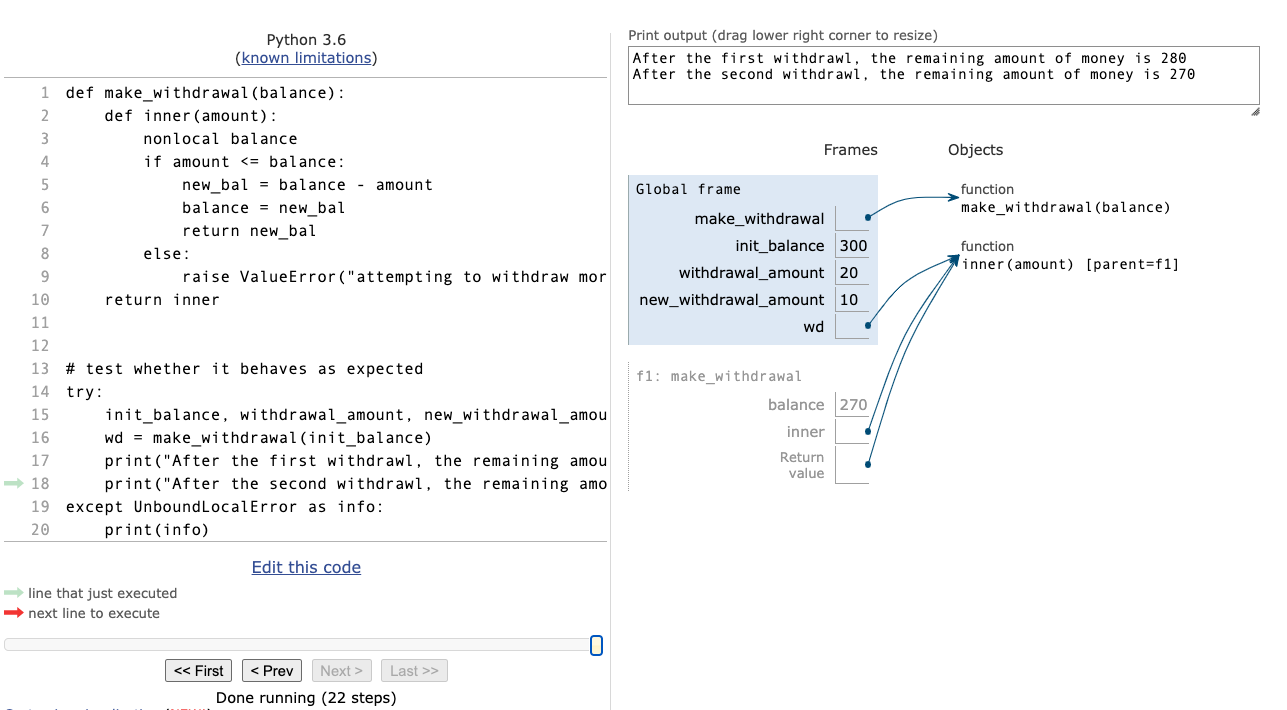 Python 3.6
(known limitations)
1 def make_withdrawal(balance):
2     def inner(amount):
3         nonlocal balance
4         if amount <= balance:
5             new_bal = balance - amount
6             balance = new_bal
7             return new_bal
8         else:
9             raise ValueError("attempting to withdraw mor
10     return inner
11
12
13 # test whether it behaves as expected
14 try:
15     init_balance, withdrawal_amount, new_withdrawal_amou
16     wd = make_withdrawal(init_balance)
17     print("After the first withdrawl, the remaining amou
18     print("After the second withdrawl, the remaining amo
19 except UnboundLocalError as info:
20     print(info)
Edit this code
line that just executed
next line to execute
<< First < Prev Next > Last >>
Done running (22 steps)
Print output (drag lower right corner to resize)
After the first withdrawl, the remaining amount of money is 280
After the second withdrawl, the remaining amount of money is 270
Frames Objects
Global frame
make_withdrawal
init_balance 300
withdrawal_amount 20
new_withdrawal_amount 10
wd
function
make_withdrawal(balance)
function
inner(amount) [parent=f1]
f1: make_withdrawal
balance 270
inner
Return
value